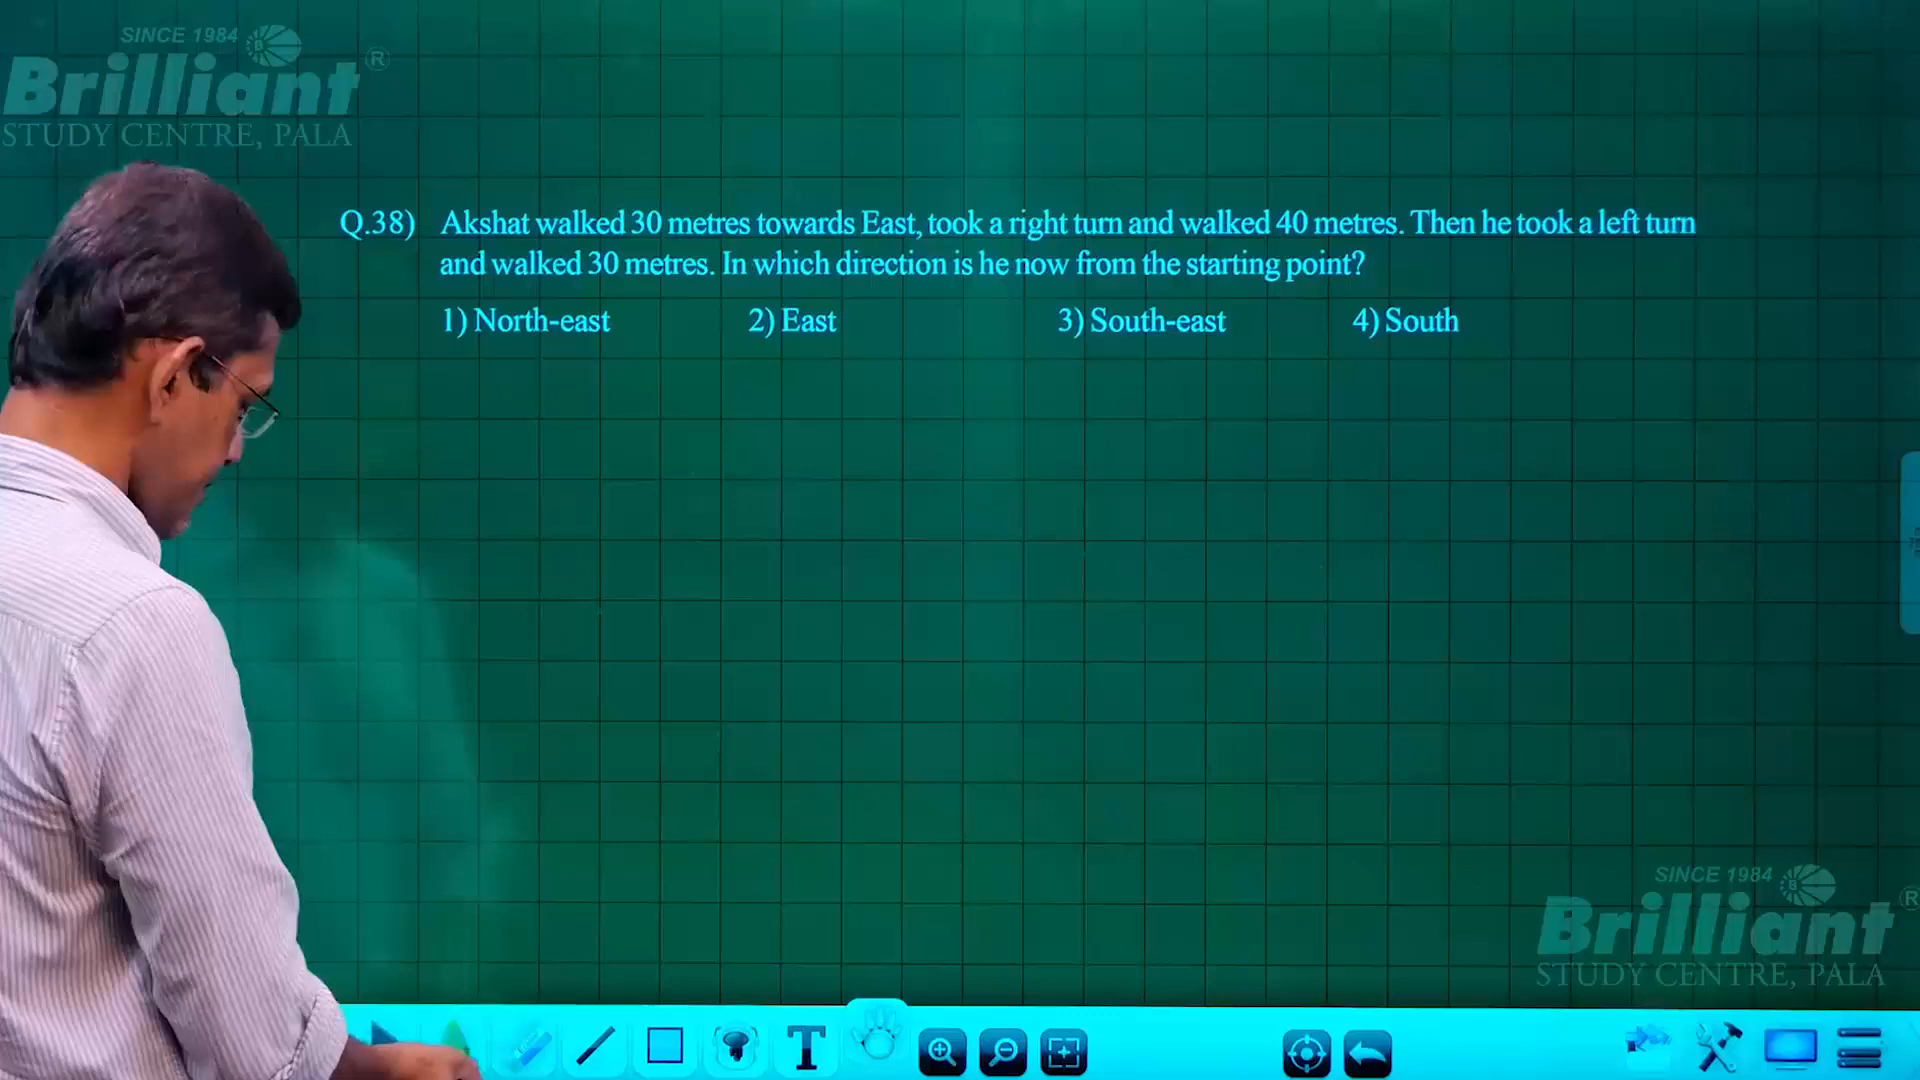 SINCE 1984
Brilliant®
STUDY CENTRE, PALA
Q.38) Akshat walked 30 metres towards East, took a right turn and walked 40 metres. Then he took a left turn
and walked 30 metres. In which direction is he now from the starting point?
1) North-east 2) East 3) South-east 4) South
SINCE 1984
Brilliant®
STUDY CENTRE, PALA
T